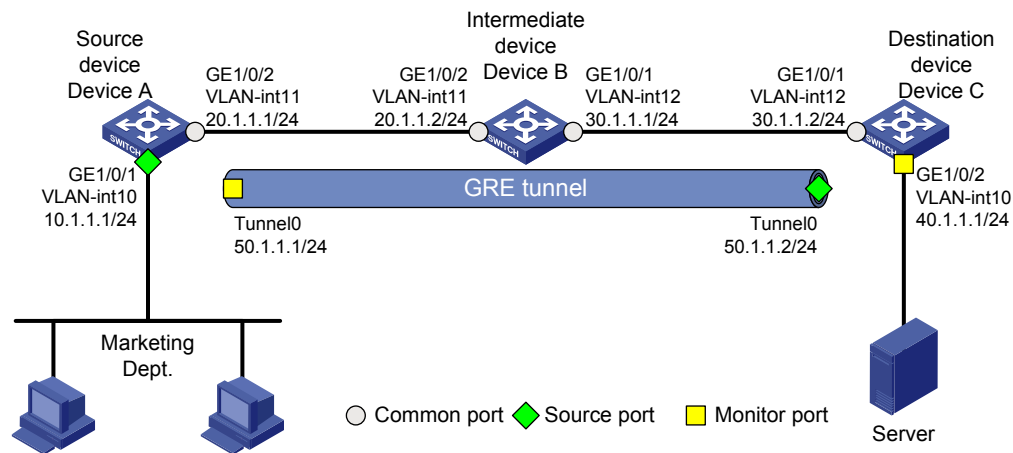 Source
device
Device A
GE1/0/2
VLAN-int11
20.1.1.1/24
Intermediate
device
Device B
GE1/0/2
VLAN-int11
20.1.1.2/24
GE1/0/1
VLAN-int12
30.1.1.1/24
Destination
device
Device C
GE1/0/1
VLAN-int12
30.1.1.2/24
SWITCH
SWITCH
SWITCH
GE1/0/1
VLAN-int10
10.1.1.1/24
GRE tunnel
Tunnel0
50.1.1.1/24
Tunnel0
50.1.1.2/24
GE1/0/2
VLAN-int10
40.1.1.1/24
Marketing
Dept.
Common port
Source port
Monitor port
Server